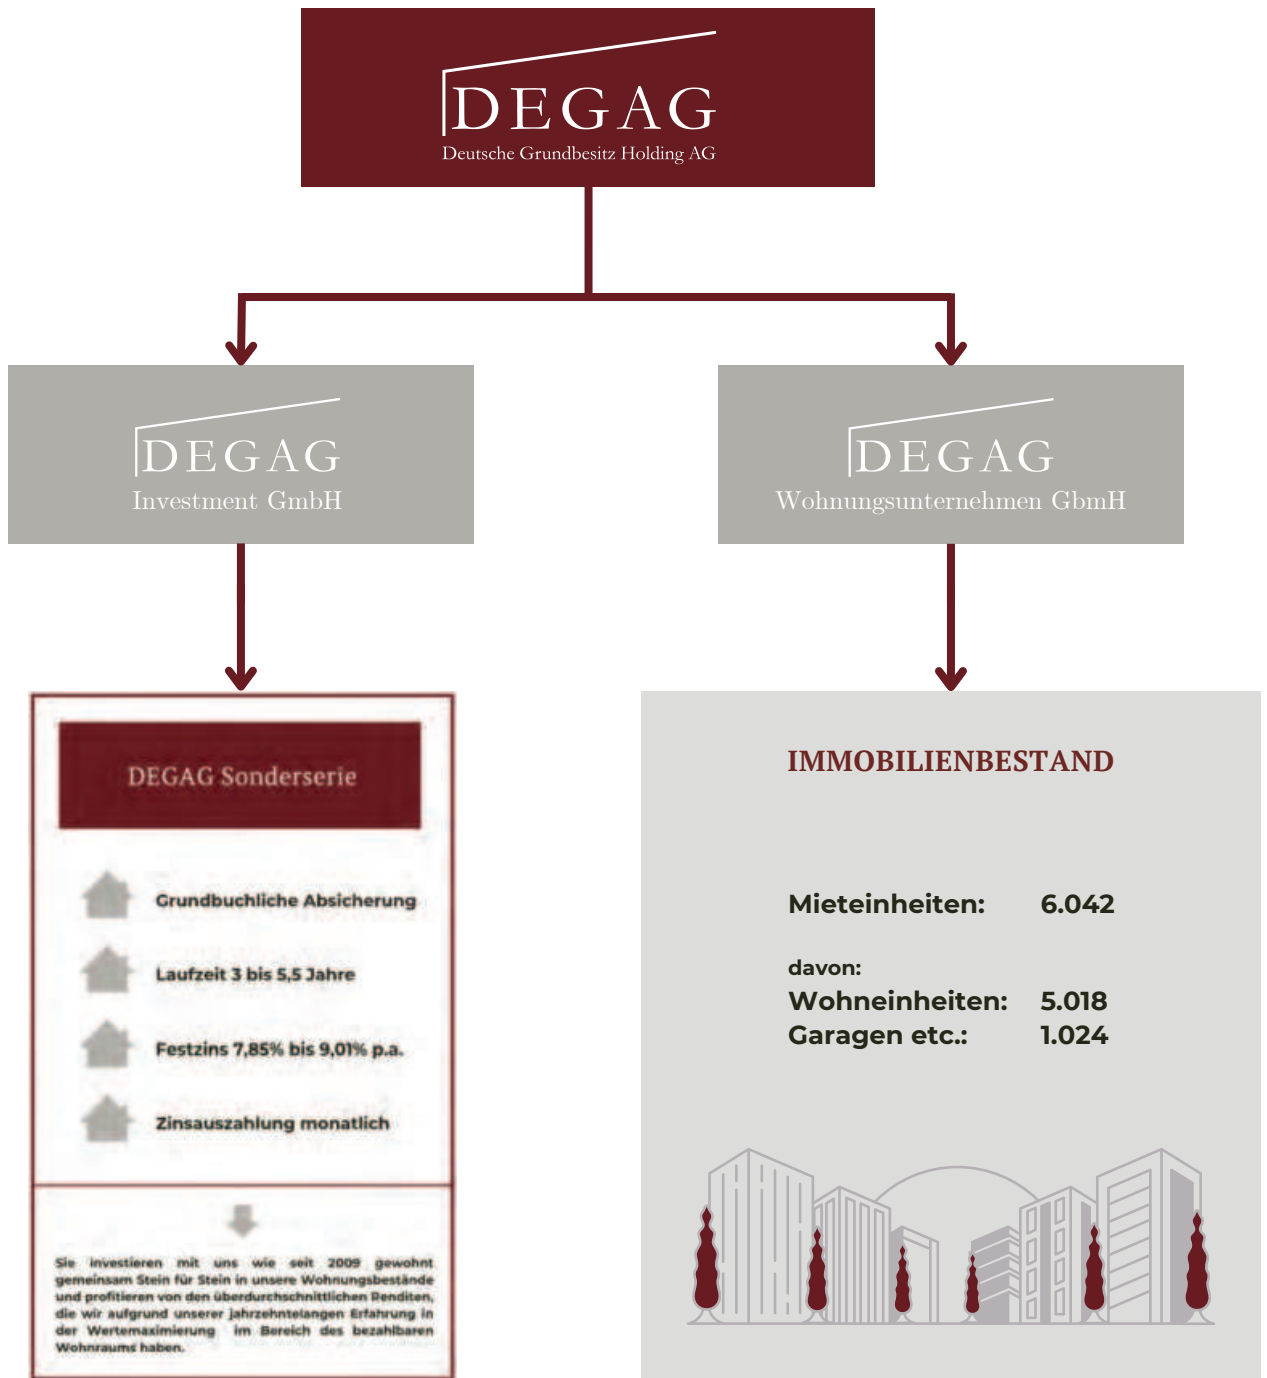 DEGAG
Deutsche Grundbesitz Holding AG
DEGAG
Investment GmbH
DEGAG
Wohnungsunternehmen GbmH
DEGAG Sonderserie
Grundbuchliche Absicherung
Laufzeit 3 bis 5,5 Jahre
Festzins 7,85% bis 9,01% p.a.
Zinsauszahlung monatlich
Sie investieren mit uns wie seit 2009 gewohnt
gemeinsam Stein für Stein in unsere Wohnungsbestände
und profitieren von den überdurchschnittlichen Renditen,
die wir aufgrund unserer jahrzehntelangen Erfahrung in
der Wertemaximierung im Bereich des bezahlbaren
Wohnraums haben.
IMMOBILIENBESTAND
Mieteinheiten: 6.042
davon:
Wohneinheiten: 5.018
Garagen etc.: 1.024